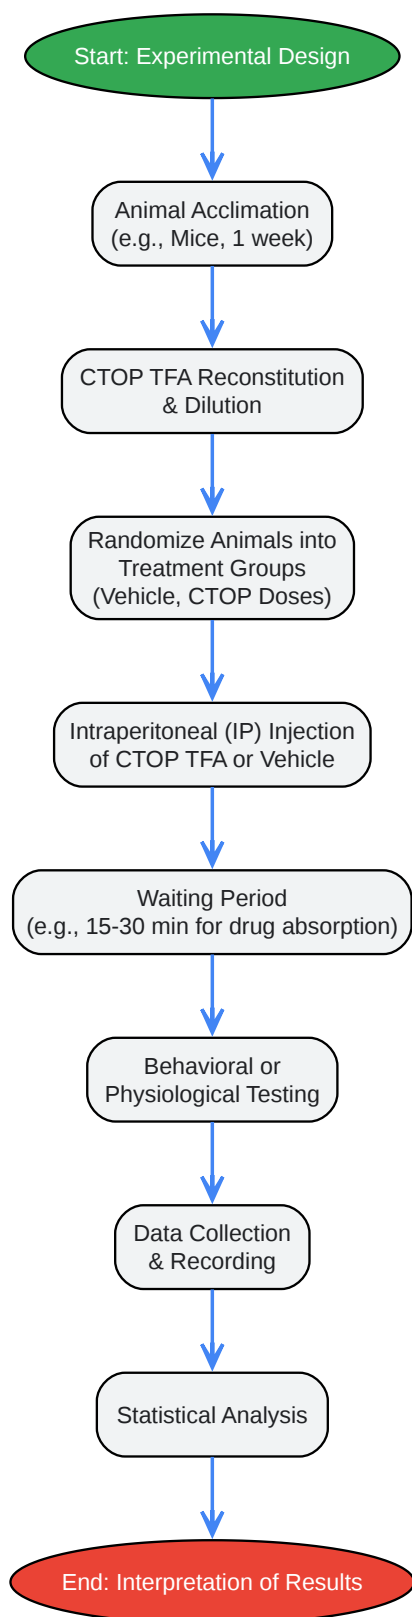 Start: Experimental Design
Animal Acclimation
(e.g., Mice, 1 week)
CTOP TFA Reconstitution
& Dilution
Randomize Animals into
Treatment Groups
(Vehicle, CTOP Doses)
Intraperitoneal (IP) Injection
of CTOP TFA or Vehicle
Waiting Period
(e.g., 15-30 min for drug absorption)
Behavioral or
Physiological Testing
Data Collection
& Recording
Statistical Analysis
End: Interpretation of Results